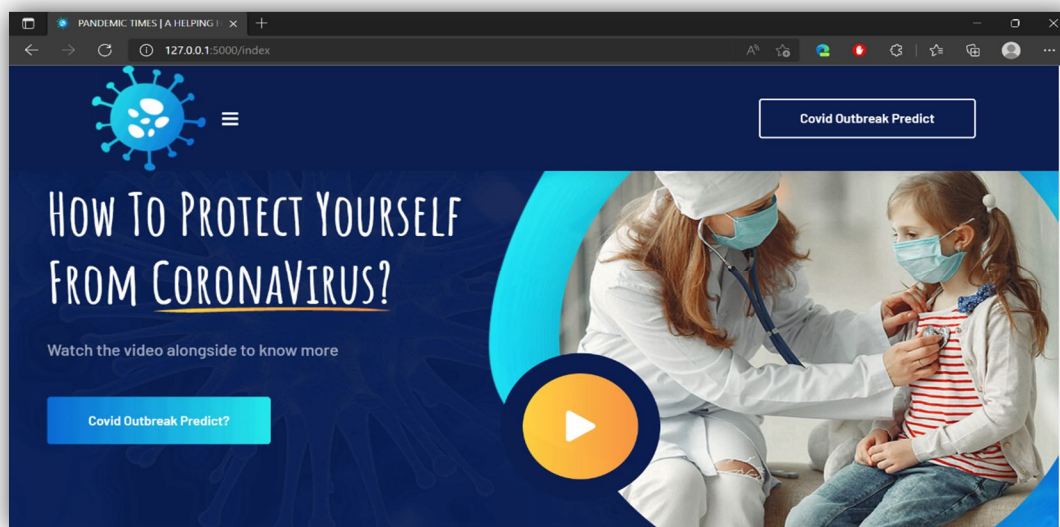 PANDEMIC TIMES | A HELPING
127.0.0.1:5000/index
Covid Outbreak Predict
How To Protect Yourself
From CoronaVirus?
Watch the video alongside to know more
Covid Outbreak Predict?